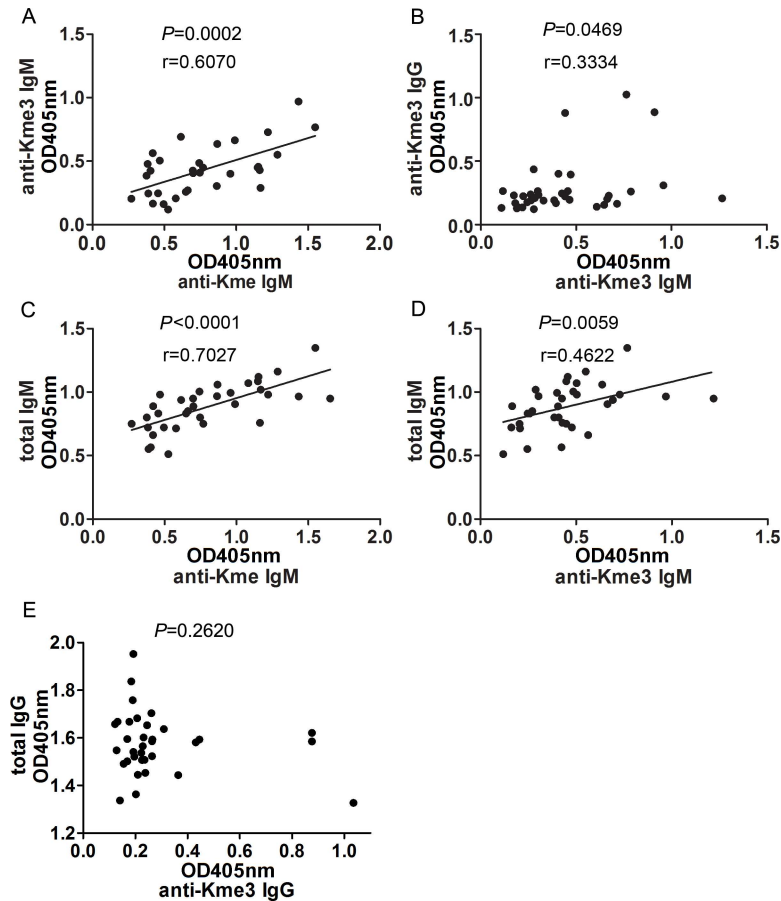 A
P=0.0002
r=0.6070
anti-Kme3 IgM
OD405nm
1.5
1.0
0.5
0.0
0.0 0.5 1.0 1.5 2.0
OD405nm
anti-Kme IgM
B
P=0.0469
r=0.3334
anti-Kme3 IgG
OD405nm
1.5
1.0
0.5
0.0
0.0 0.5 1.0 1.5
OD405nm
anti-Kme3 IgM
C
P<0.0001
r=0.7027
total IgM
OD405nm
1.5
1.0
0.5
0.0
0.0 0.5 1.0 1.5 2.0
OD405nm
anti-Kme IgM
D
P=0.0059
r=0.4622
total IgM
OD405nm
1.5
1.0
0.5
0.0
0.0 0.5 1.0 1.5
OD405nm
anti-Kme3 IgM
E
P=0.2620
total IgG
OD405nm
2.0
1.8
1.6
1.4
1.2
0.0 0.2 0.4 0.6 0.8 1.0
OD405nm
anti-Kme3 IgG